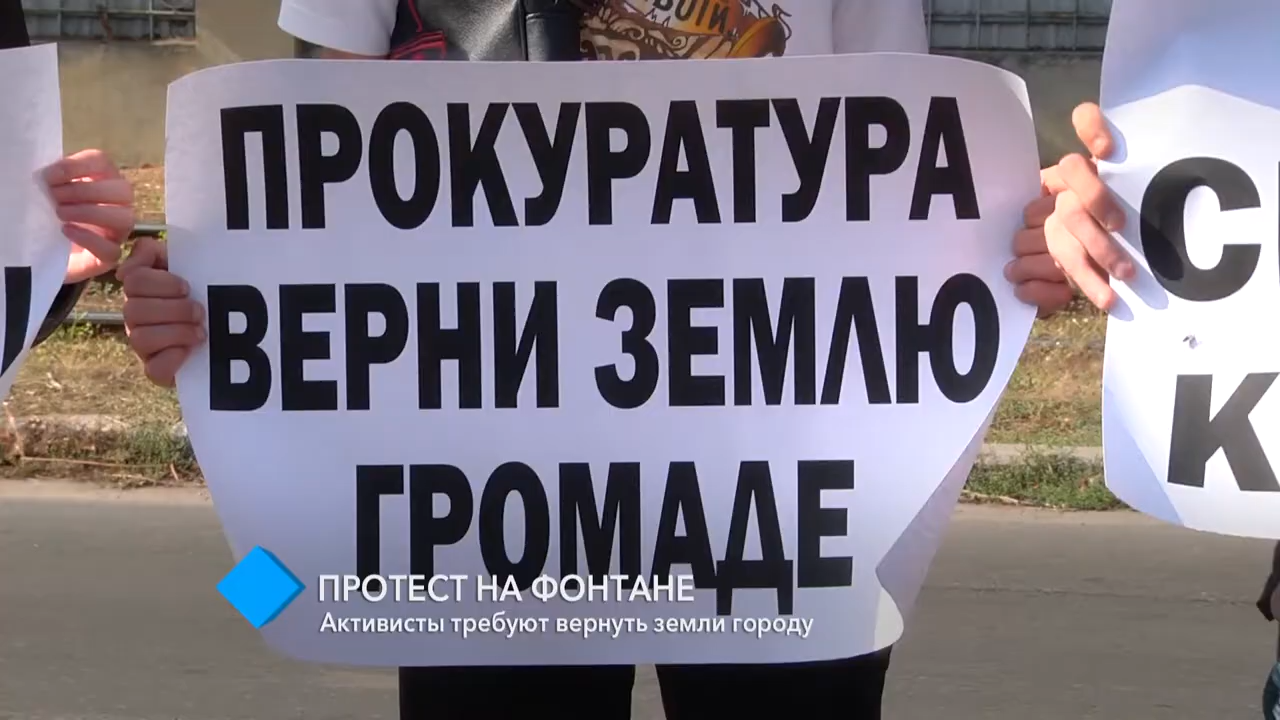 ПРОКУРАТУРА
ВЕРНИ ЗЕМЛЮ
ГРОМАДЕ
ПРОТЕСТ НА ФОНТАНЕ
Активисты требуют вернуть земли городу